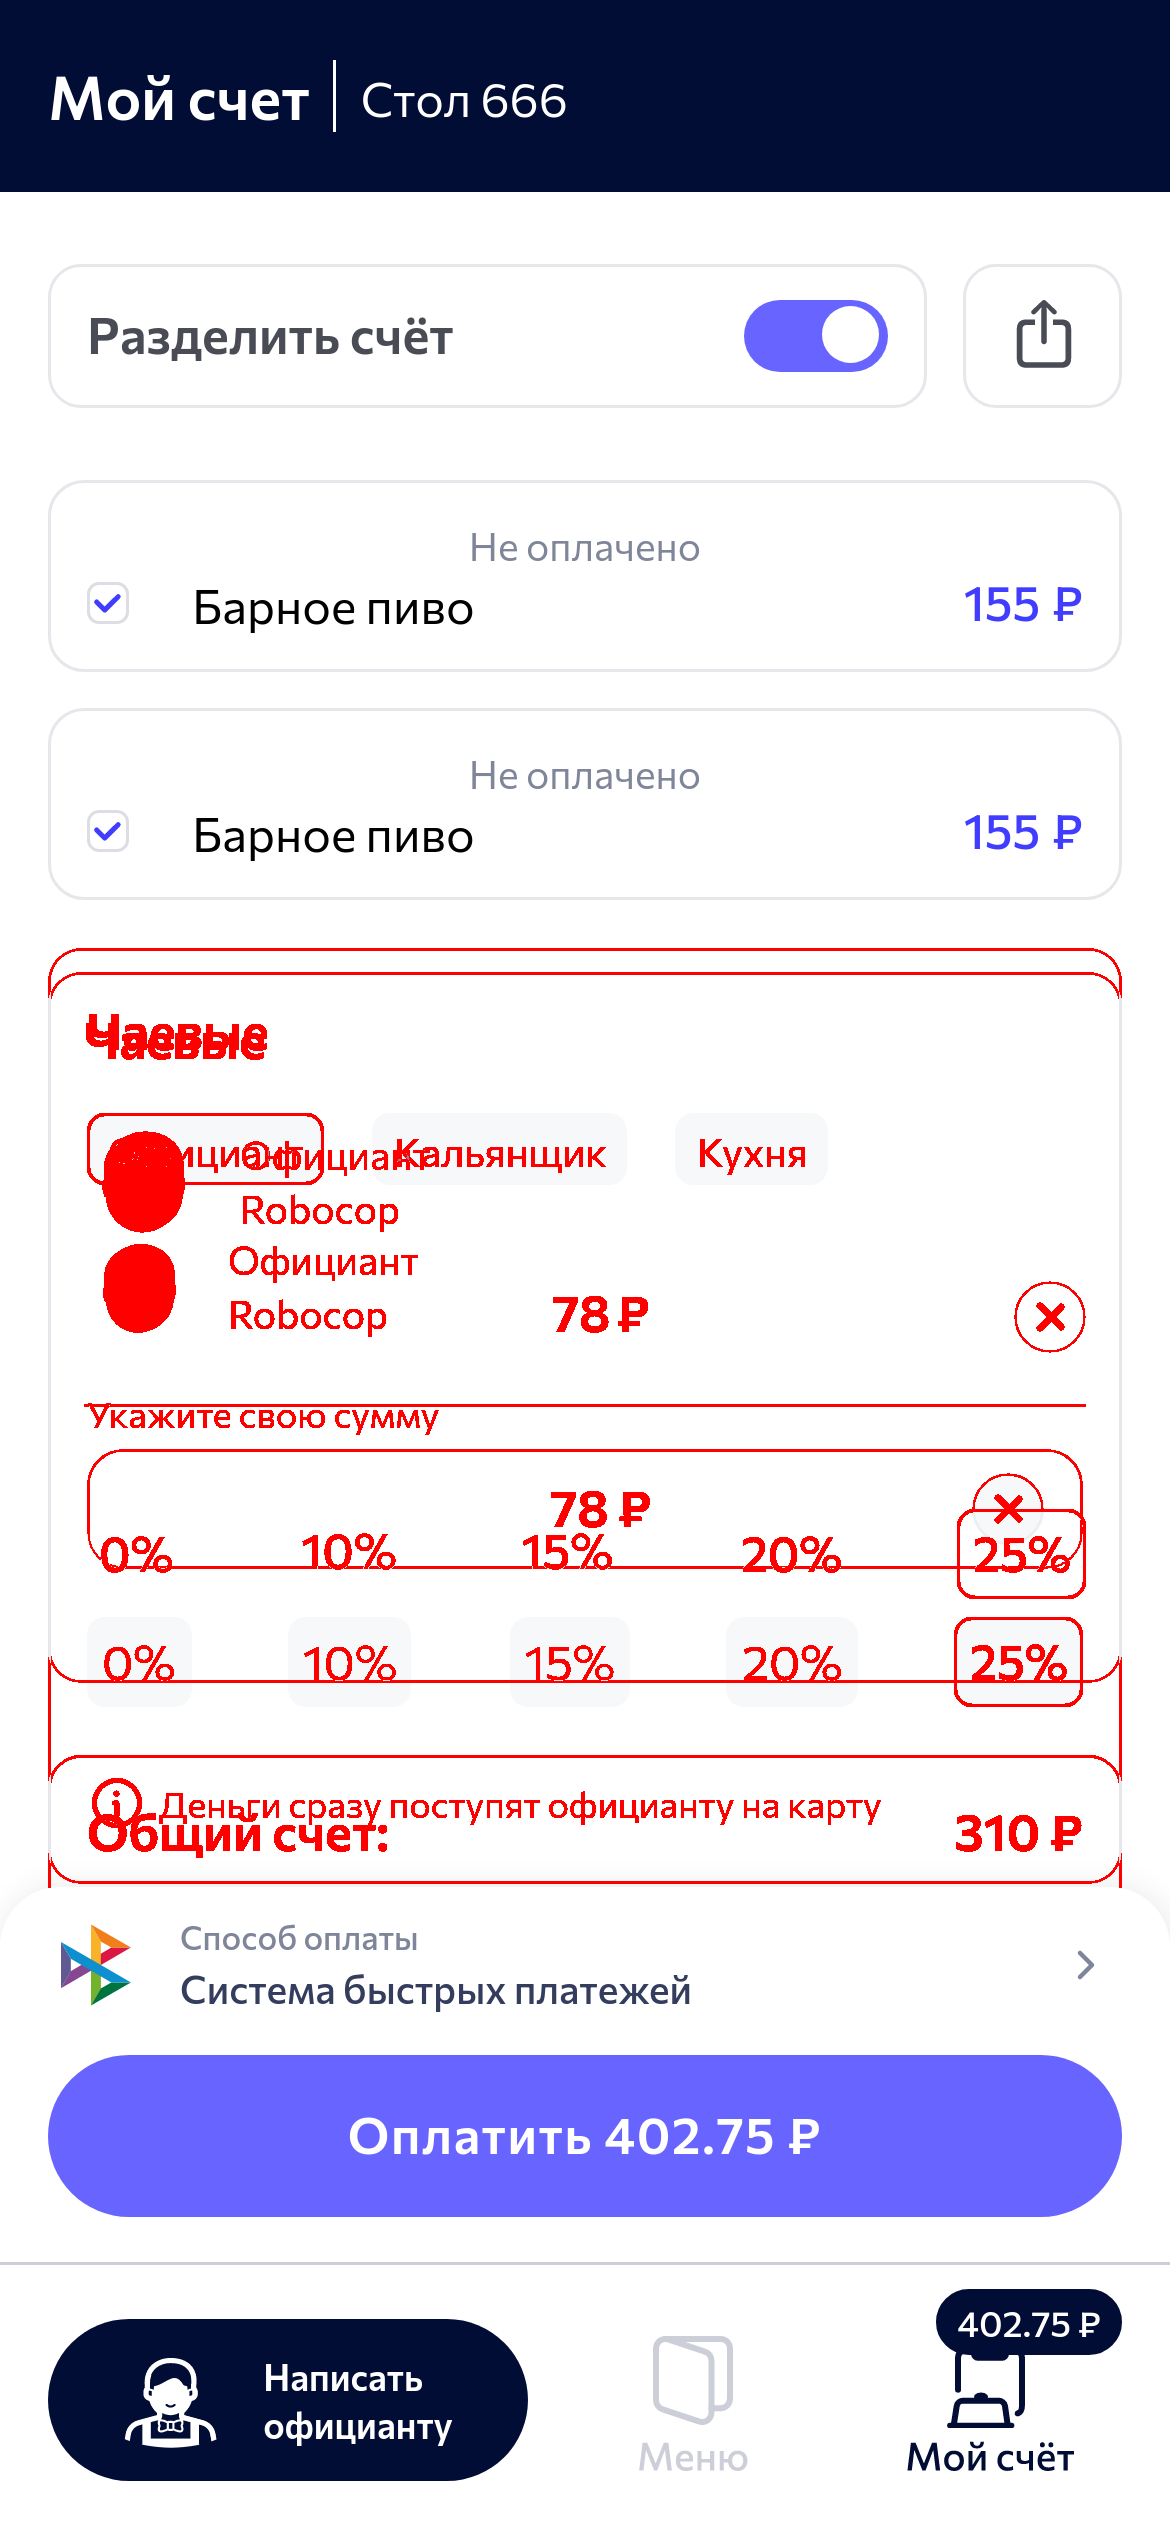 Мой счет
Стол 666
Разделить счёт
Не оплачено
Барное пиво
155 ₽
Не оплачено
Барное пиво
155 ₽
Чаевые
Чаевые
Официант
Кальянщик
Кухня
Официант
Robocop
Официант
Robocop
78 ₽
Укажите свою сумму
78 ₽
0%
10%
15%
20%
25%
0%
10%
15%
20%
25%
Деньги сразу поступят официанту на карту
Общий счет:
310 ₽
Способ оплаты
Система быстрых платежей
Оплатить 402.75 ₽
402.75 ₽
Написать
официанту
Меню
Мой счёт